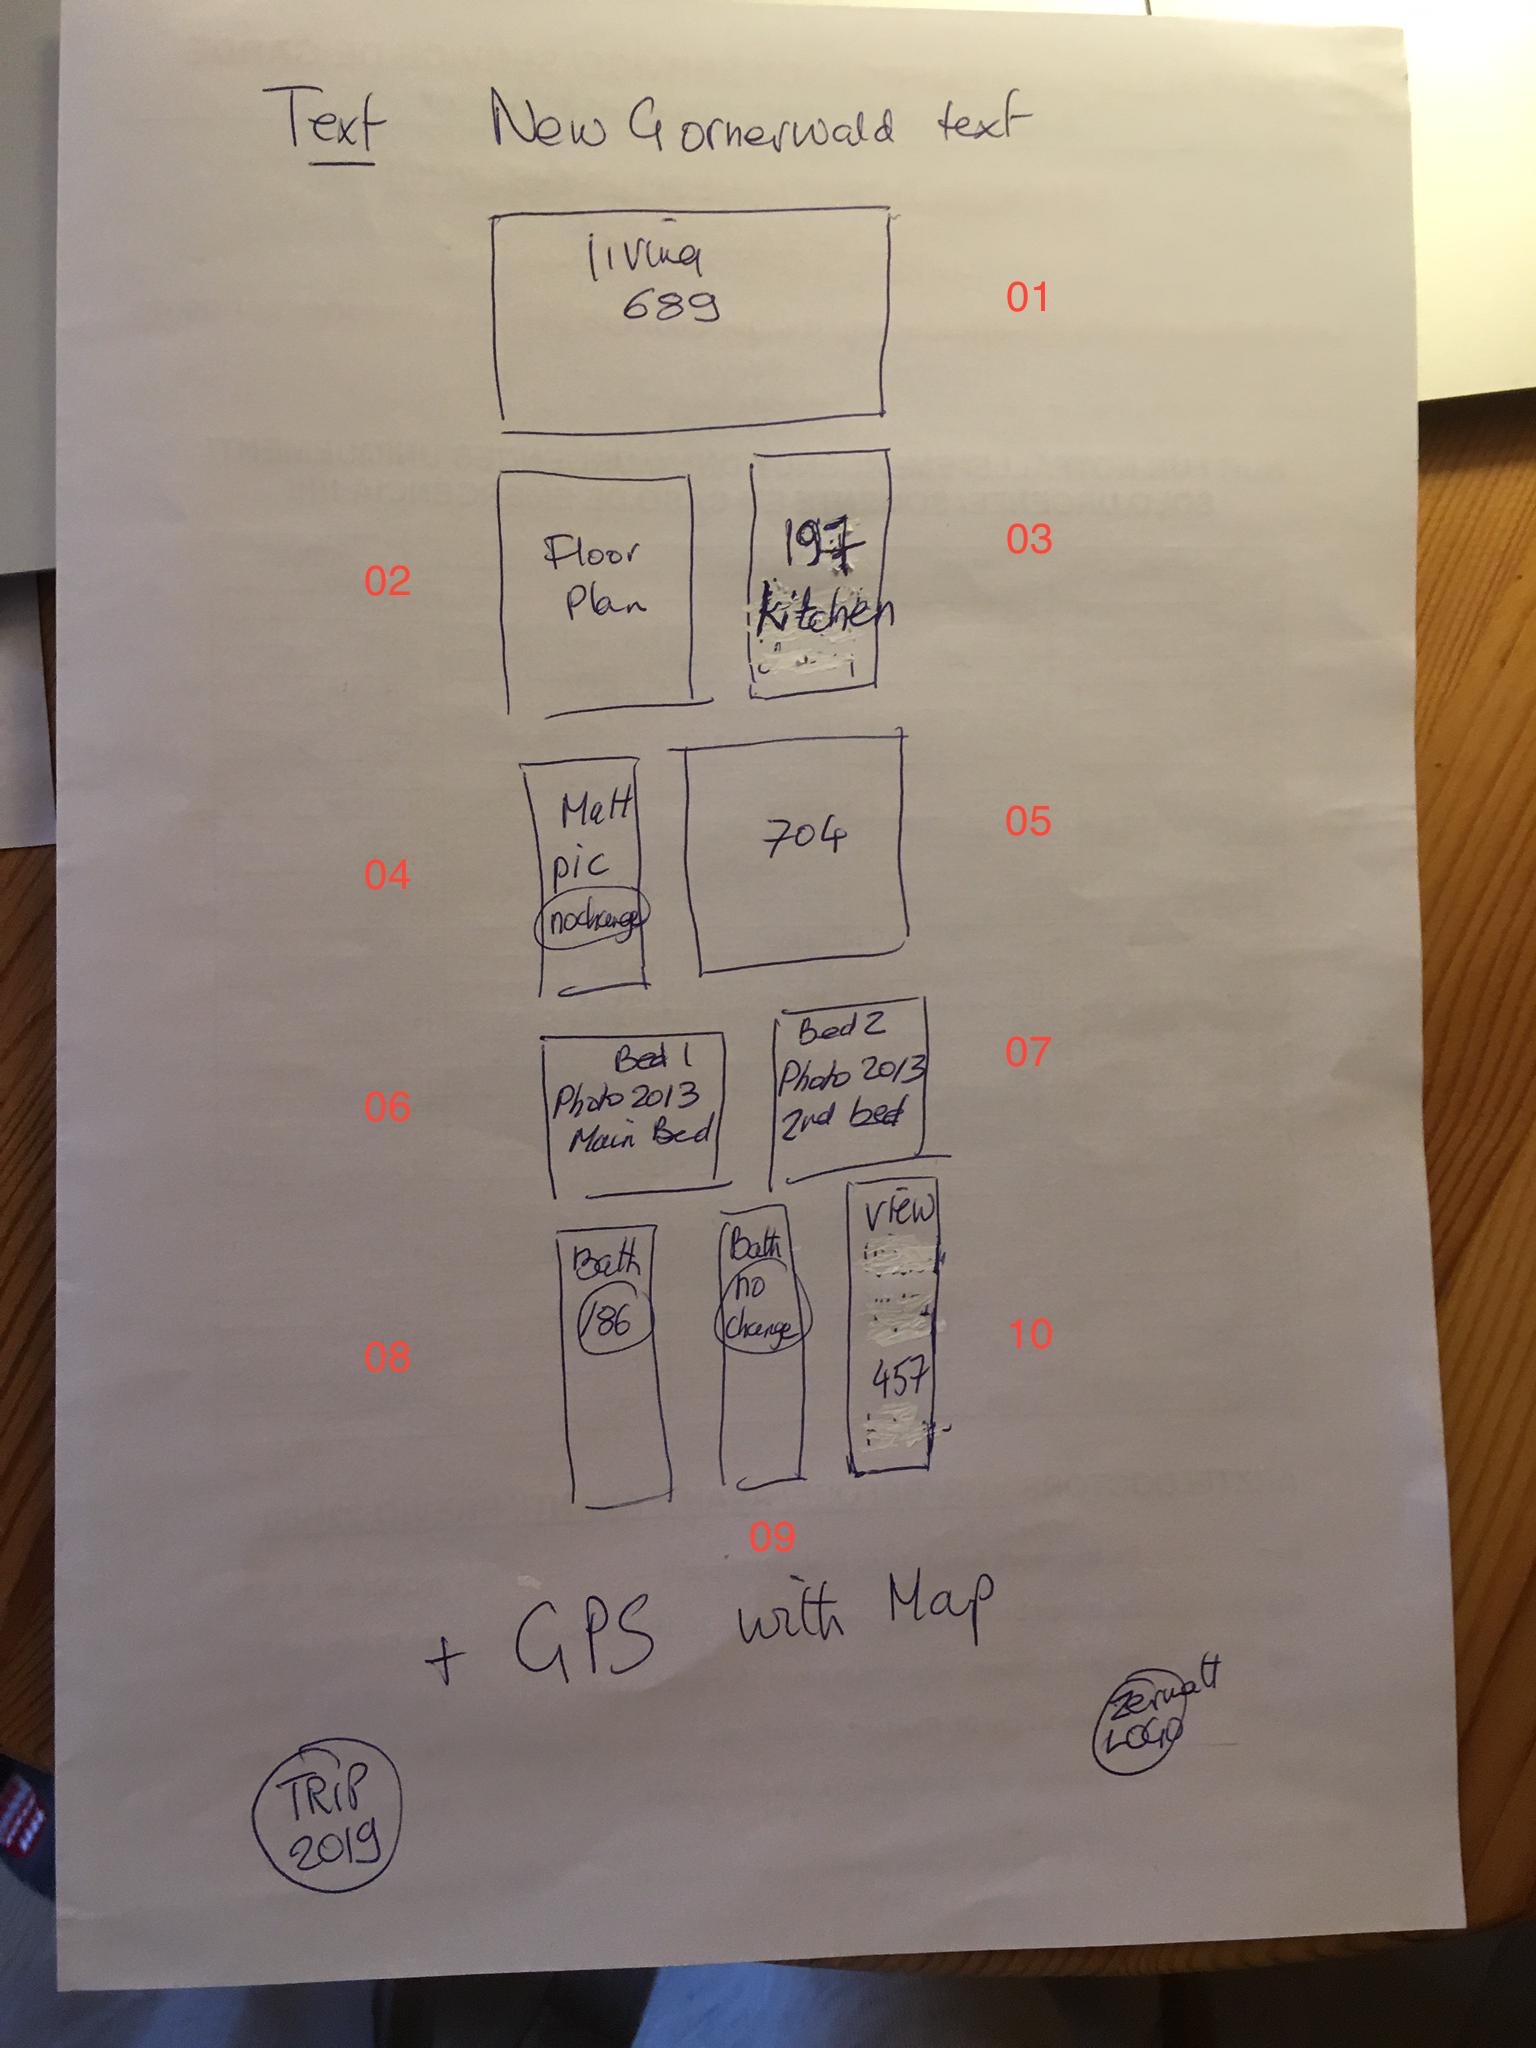 Text New Gornerwald text
living
689
01
Floor
Plan
02
197
kitchen
03
Matt
pic
no change
04
704
05
Bed 1
Photo 2013
Main Bed
06
Bed 2
Photo 2013
2nd bed
07
Bath
186
08
Bath
no
change
09
view
457
10
+ GPS with Map
Zermatt
LOGO
TRIP
2019